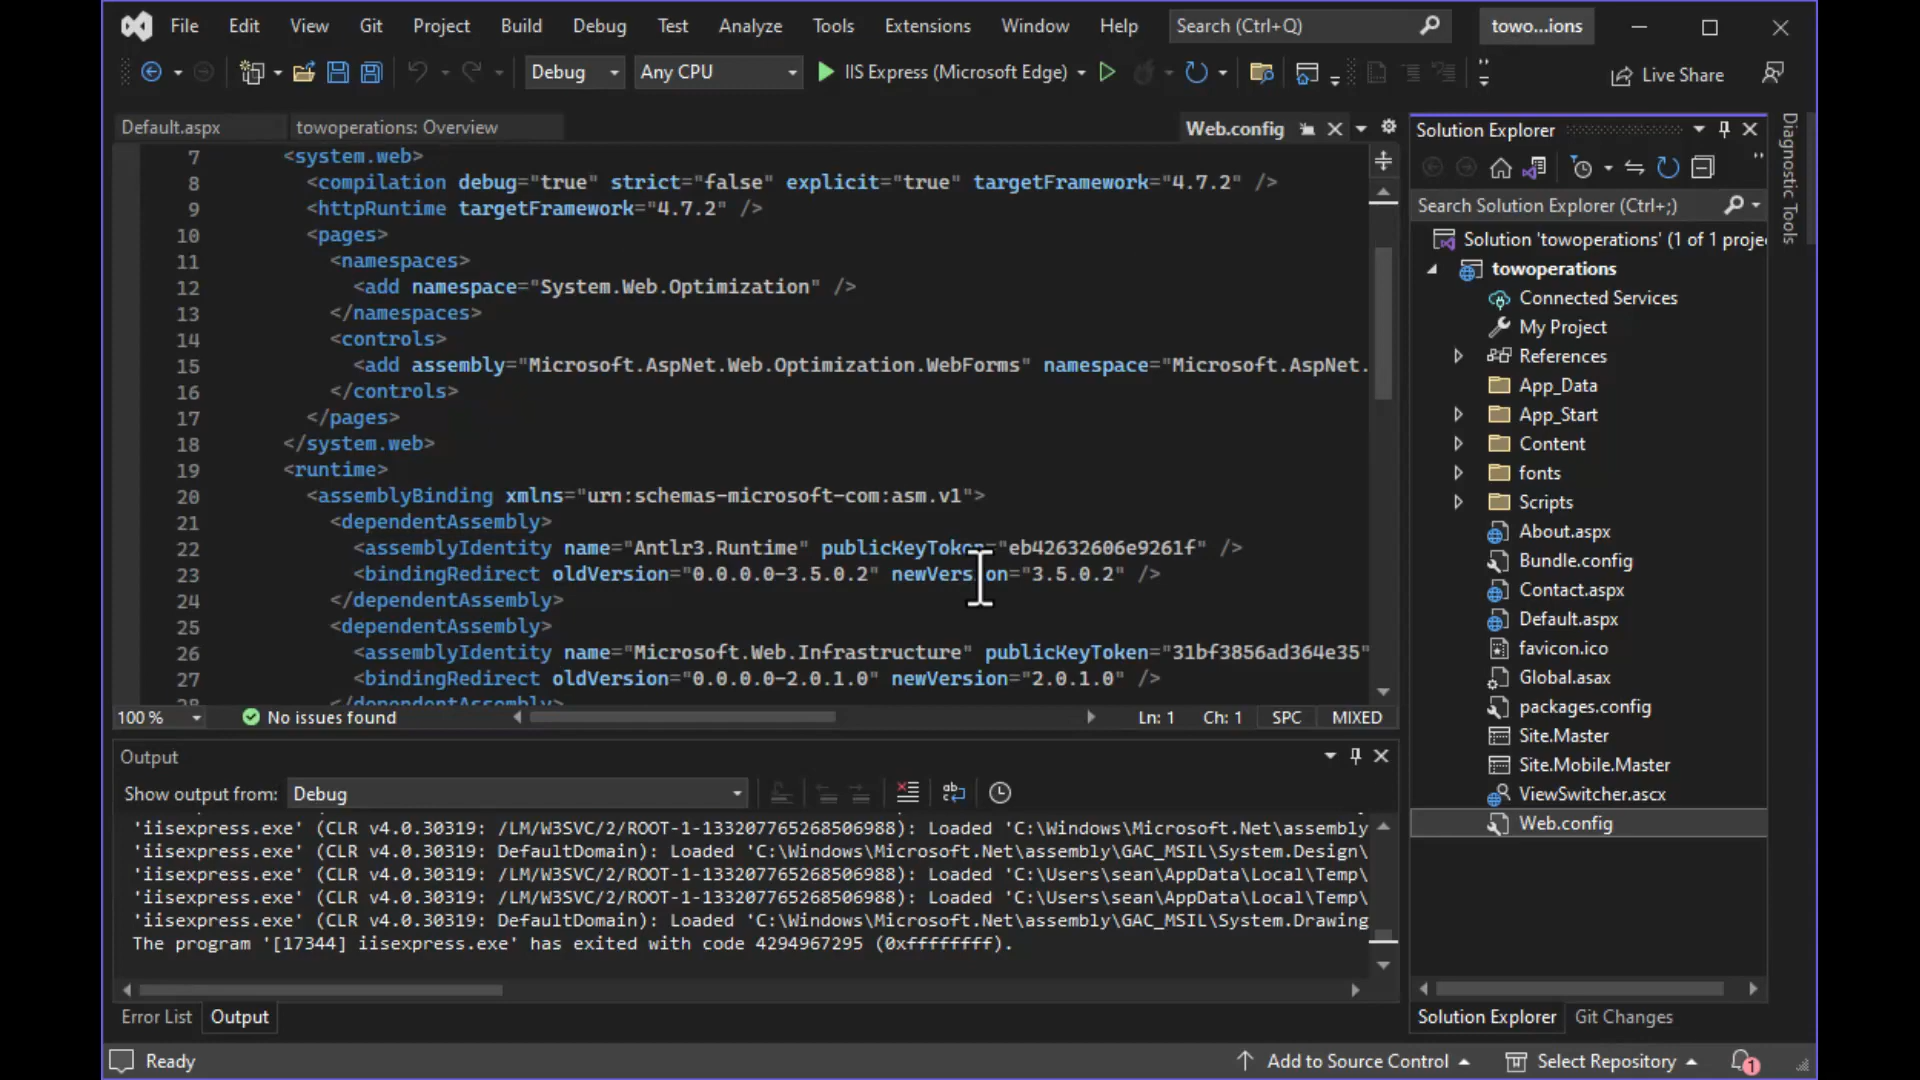 File Edit View Git Project Build Debug Test Analyze Tools Extensions Window Help Search (Ctrl+Q) towo...ions
Debug Any CPU IIS Express (Microsoft Edge) Live Share
Default.aspx towoperations: Overview Web.config
7 <system.web>
8 <compilation debug="true" strict="false" explicit="true" targetFramework="4.7.2" />
9 <httpRuntime targetFramework="4.7.2" />
10 <pages>
11 <namespaces>
12 <add namespace="System.Web.Optimization" />
13 </namespaces>
14 <controls>
15 <add assembly="Microsoft.AspNet.Web.Optimization.WebForms" namespace="Microsoft.AspNet.
16 </controls>
17 </pages>
18 </system.web>
19 <runtime>
20 <assemblyBinding xmlns="urn:schemas-microsoft-com:asm.v1">
21 <dependentAssembly>
22 <assemblyIdentity name="Antlr3.Runtime" publicKeyToken="eb42632606e9261f" />
23 <bindingRedirect oldVersion="0.0.0.0-3.5.0.2" newVersion="3.5.0.2" />
24 </dependentAssembly>
25 <dependentAssembly>
26 <assemblyIdentity name="Microsoft.Web.Infrastructure" publicKeyToken="31bf3856ad364e35"
27 <bindingRedirect oldVersion="0.0.0.0-2.0.1.0" newVersion="2.0.1.0" />
28 </dependentAssembly>
100 % No issues found Ln: 1 Ch: 1 SPC MIXED
Output
Show output from: Debug
'iisexpress.exe' (CLR v4.0.30319: /LM/W3SVC/2/ROOT-1-133207765268506988): Loaded 'C:\Windows\Microsoft.Net\assembly
'iisexpress.exe' (CLR v4.0.30319: DefaultDomain): Loaded 'C:\Windows\Microsoft.Net\assembly\GAC_MSIL\System.Design\
'iisexpress.exe' (CLR v4.0.30319: /LM/W3SVC/2/ROOT-1-133207765268506988): Loaded 'C:\Users\sean\AppData\Local\Temp\
'iisexpress.exe' (CLR v4.0.30319: /LM/W3SVC/2/ROOT-1-133207765268506988): Loaded 'C:\Users\sean\AppData\Local\Temp\
'iisexpress.exe' (CLR v4.0.30319: DefaultDomain): Loaded 'C:\Windows\Microsoft.Net\assembly\GAC_MSIL\System.Drawing
The program '[17344] iisexpress.exe' has exited with code 4294967295 (0xffffffff).
Error List Output
Solution Explorer
Search Solution Explorer (Ctrl+;)
Solution 'towoperations' (1 of 1 proje
towoperations
Connected Services
My Project
References
App_Data
App_Start
Content
fonts
Scripts
About.aspx
Bundle.config
Contact.aspx
Default.aspx
favicon.ico
Global.asax
packages.config
Site.Master
Site.Mobile.Master
ViewSwitcher.ascx
Web.config
Solution Explorer Git Changes
Diagnostic Tools
Ready Add to Source Control Select Repository 1